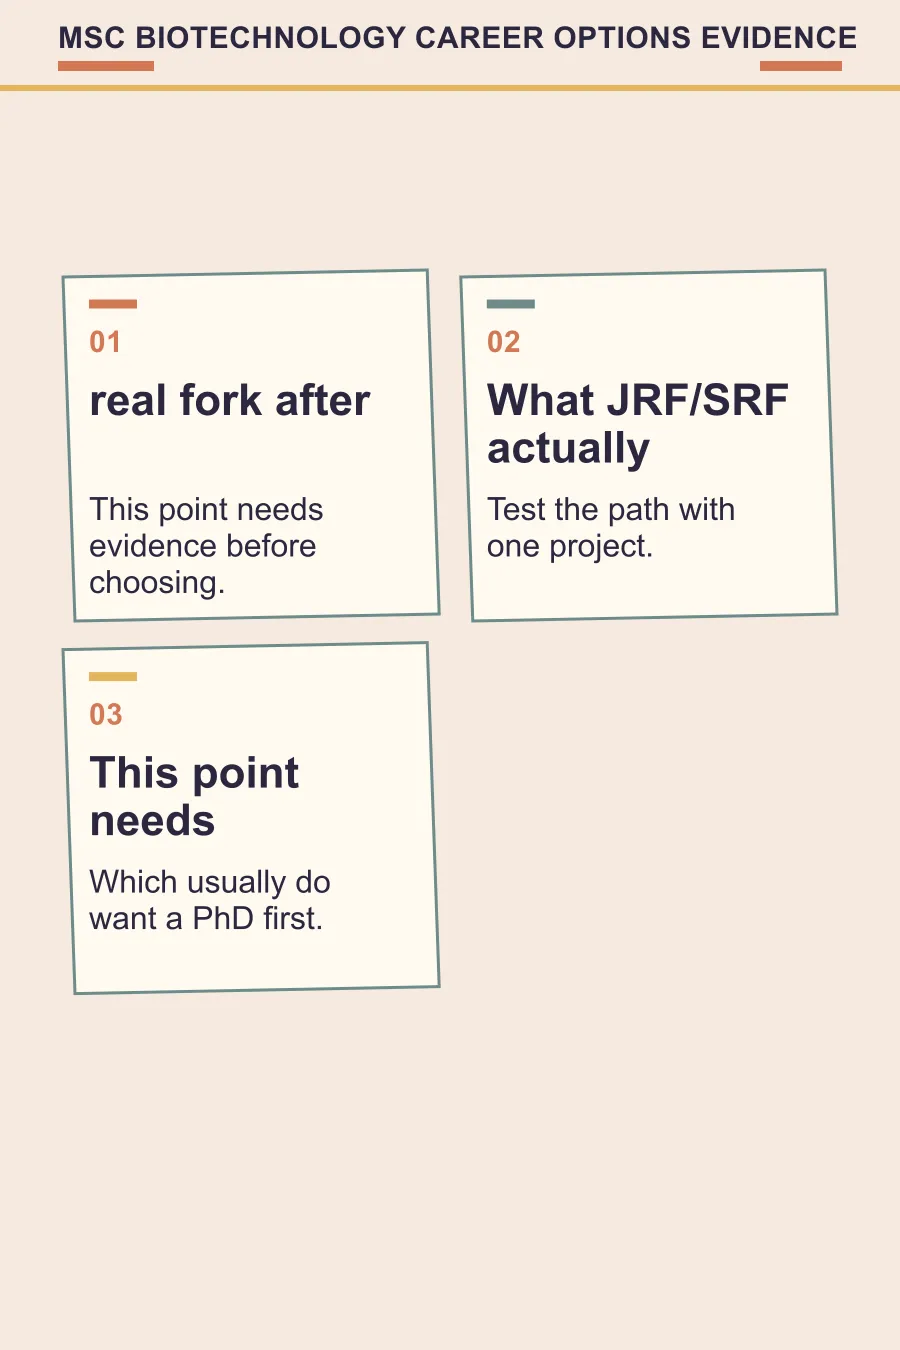 MSC BIOTECHNOLOGY CAREER OPTIONS EVIDENCE
01
real fork after
This point needs
evidence before
choosing.
02
What JRF/SRF
actually
Test the path with
one project.
03
This point
needs
Which usually do
want a PhD first.